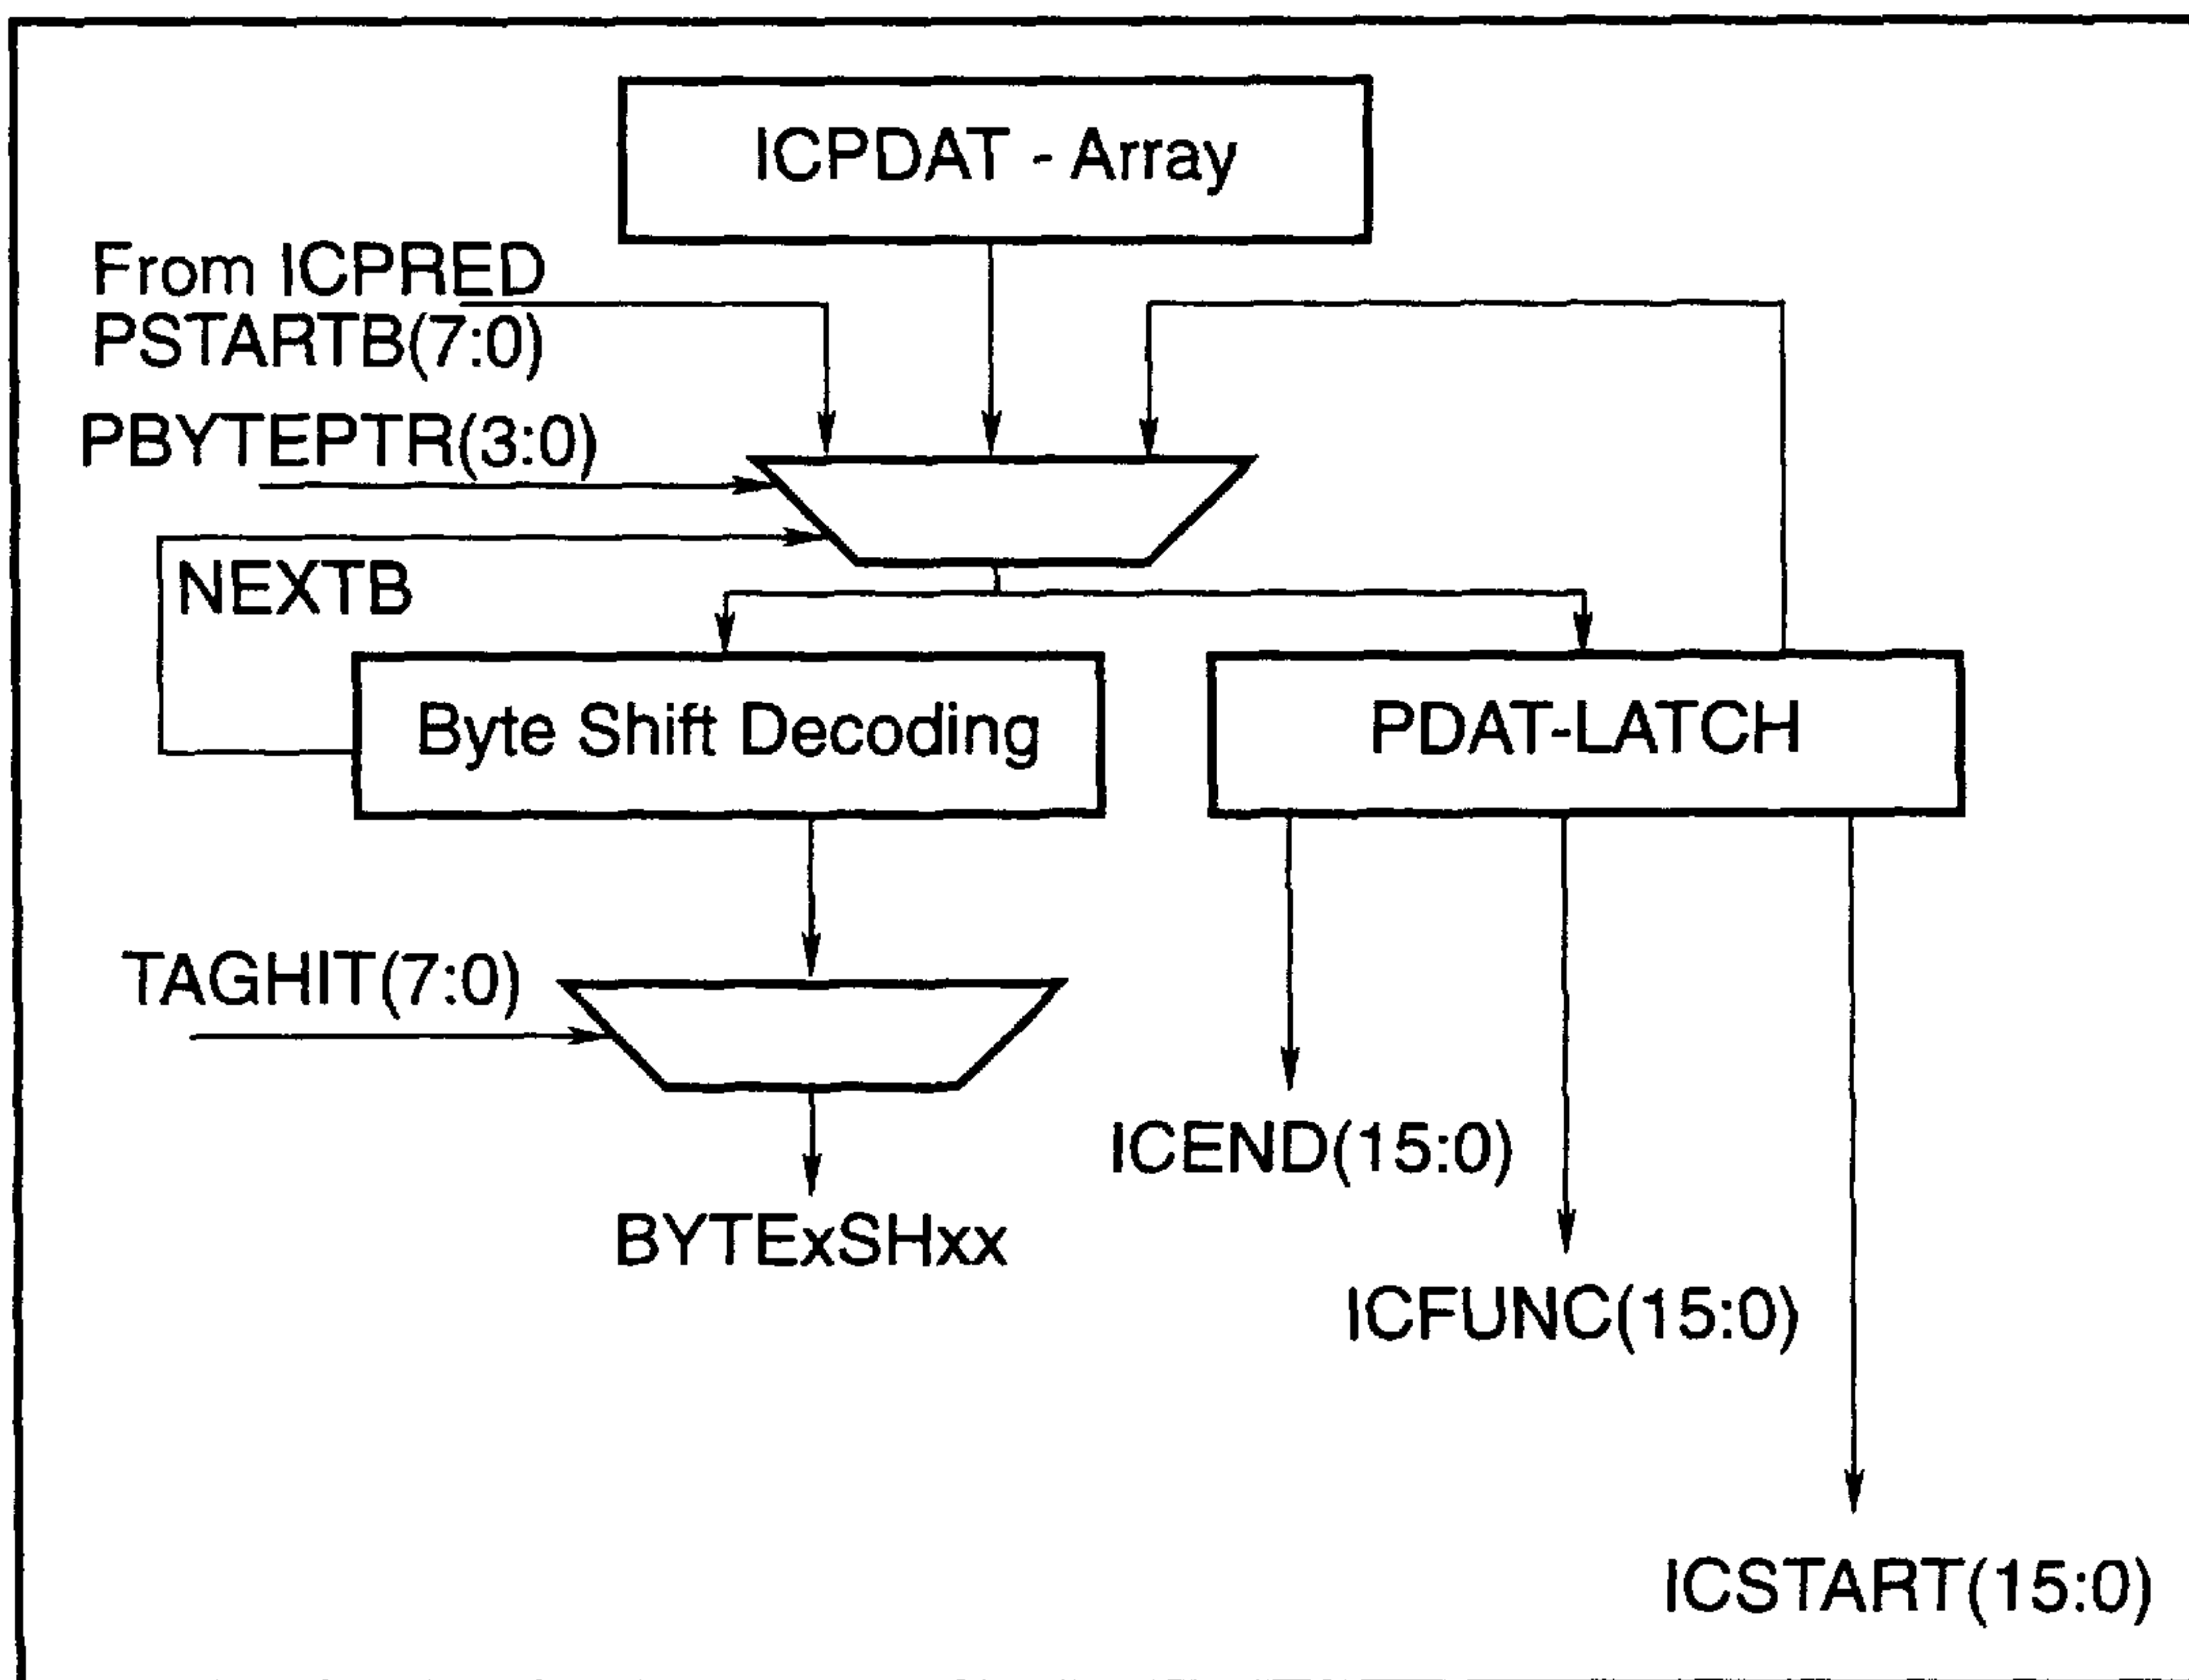 ICPDAT - Array
From ICPRED
PSTARTB(7:0)
PBYTEPTR(3:0)
NEXTB
Byte Shift Decoding
PDAT-LATCH
TAGHIT(7:0)
ICEND(15:0)
BYTExSHxx
ICFUNC(15:0)
ICSTART(15:0)